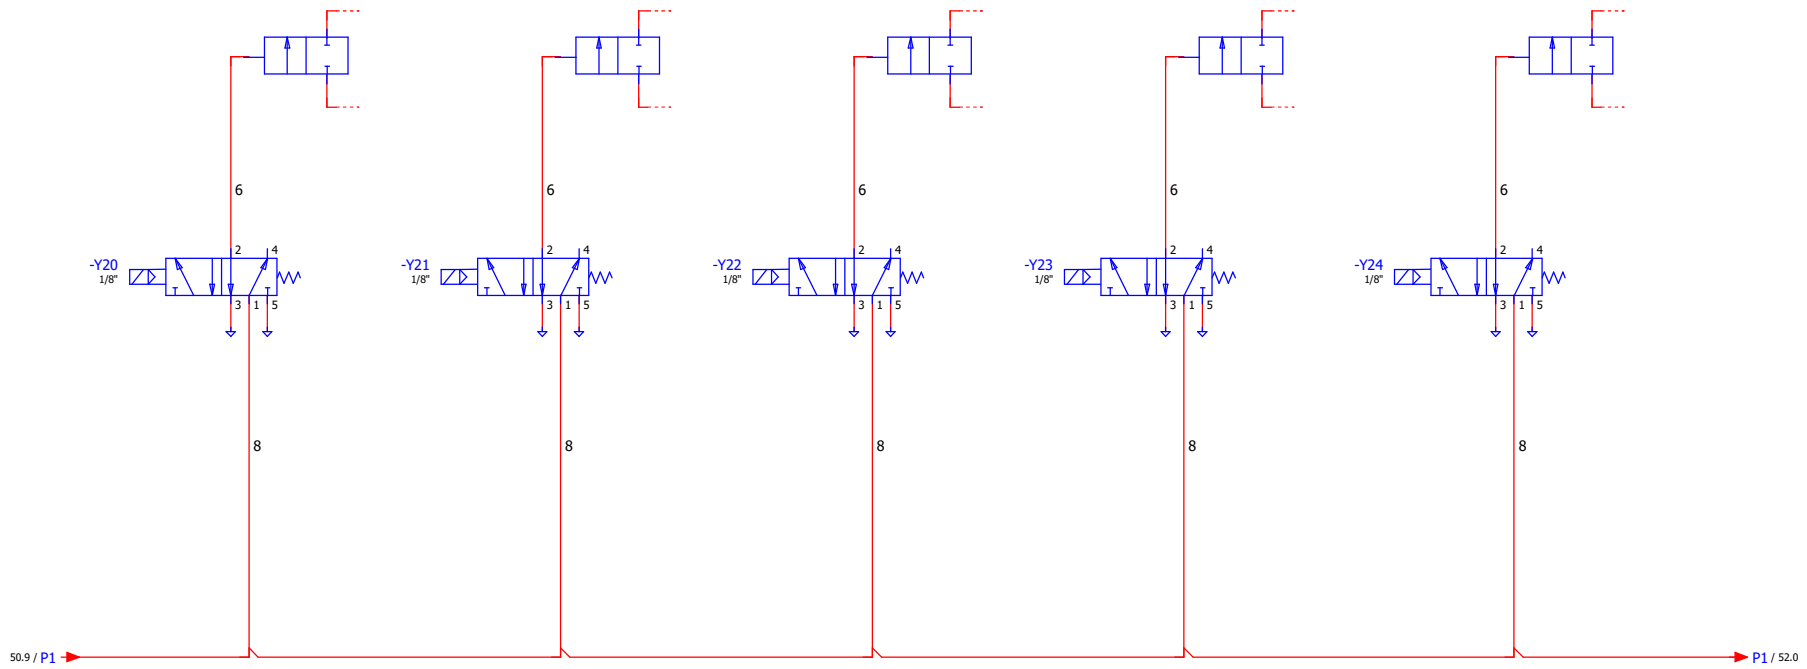 6 6 6 6 6
2 4 2 4 2 4 2 4 2 4
-Y20 -Y21 -Y22 -Y23 -Y24
1/8" 1/8" 1/8" 1/8" 1/8"
3 1 5 3 1 5 3 1 5 3 1 5 3 1 5
8 8 8 8 8
50.9 / P1 P1 / 52.0